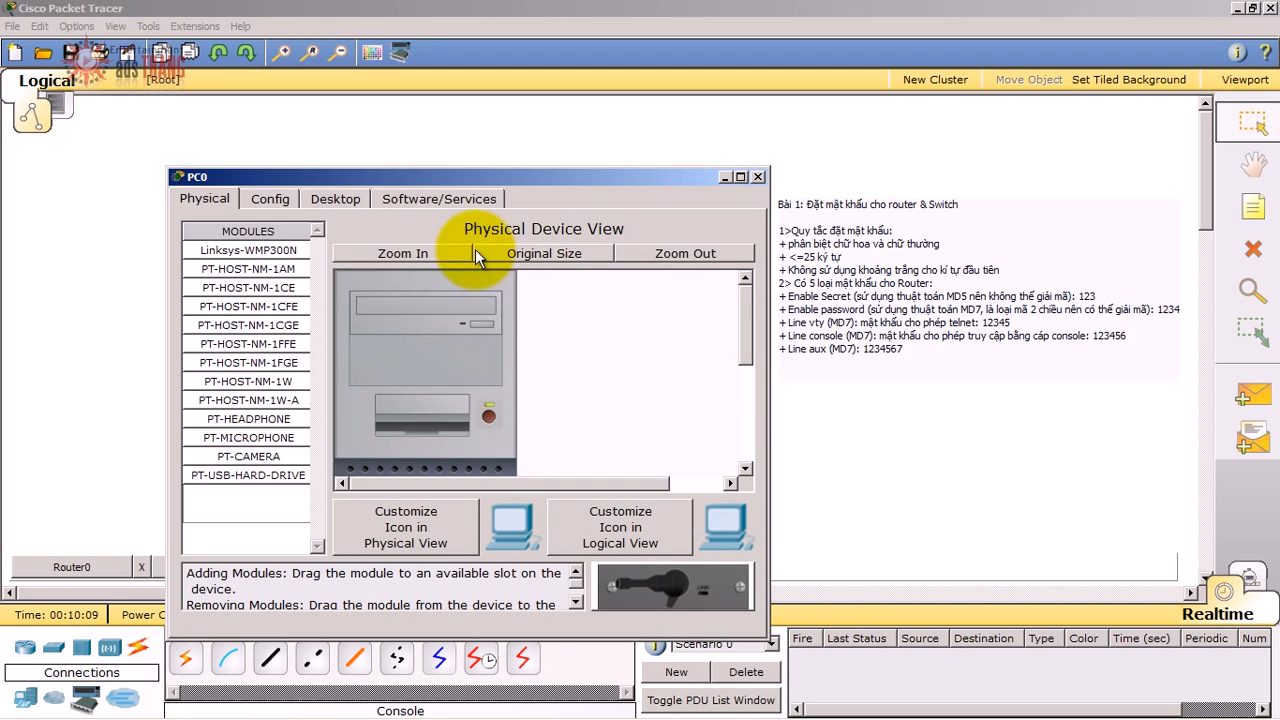 Cisco Packet Tracer
File Edit Options View Tools Extensions Help
Logical
[Root]
New Cluster
Move Object
Set Tiled Background
Viewport
PC0
Physical
Config
Desktop
Software/Services
MODULES
Linksys-WMP300N
PT-HOST-NM-1AM
PT-HOST-NM-1CE
PT-HOST-NM-1CFE
PT-HOST-NM-1CGE
PT-HOST-NM-1FFE
PT-HOST-NM-1FGE
PT-HOST-NM-1W
PT-HOST-NM-1W-A
PT-HEADPHONE
PT-MICROPHONE
PT-CAMERA
PT-USB-HARD-DRIVE
Physical Device View
Zoom In
Original Size
Zoom Out
Customize
Icon in
Physical View
Customize
Icon in
Logical View
Adding Modules: Drag the module to an available slot on the
device.
Removing Modules: Drag the module from the device to the
LINK
Bài 1: Đặt mật khẩu cho router & Switch
1>Quy tắc đặt mật khẩu:
+ phân biệt chữ hoa và chữ thường
+ <=25 ký tự
+ Không sử dụng khoảng trắng cho kí tự đầu tiên
2> Có 5 loại mật khẩu cho Router:
+ Enable Secret (sử dụng thuật toán MD5 nên không thể giải mã): 123
+ Enable password (sử dụng thuật toán MD7, là loại mã 2 chiều nên có thể giải mã): 1234
+ Line vty (MD7): mật khẩu cho phép telnet: 12345
+ Line console (MD7): mật khẩu cho phép truy cập bằng cáp console: 123456
+ Line aux (MD7): 1234567
Router0
X
Time: 00:10:09
Power C
Realtime
Connections
Console
Scenario 0
New
Delete
Toggle PDU List Window
Fire
Last Status
Source
Destination
Type
Color
Time (sec)
Periodic
Num